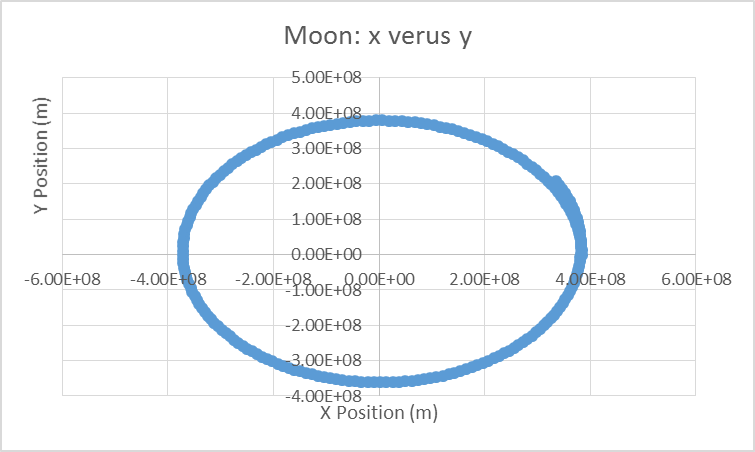 Moon: x verus y
Y Position (m)
5.00E+08
4.00E+08
3.00E+08
2.00E+08
1.00E+08
0.00E+00
-6.00E+08 -4.00E+08 -2.00E+08 0.00E+00 2.00E+08 4.00E+08 6.00E+08
-1.00E+08
-2.00E+08
-3.00E+08
-4.00E+08
X Position (m)